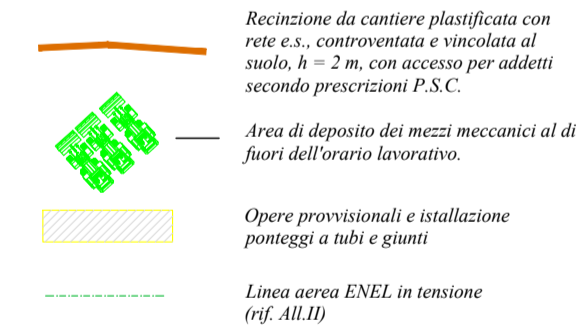 Recinzione da cantiere plastificata con
rete e.s., controventata e vincolata al
suolo, h = 2 m, con accesso per addetti
secondo prescrizioni P.S.C.
Area di deposito dei mezzi meccanici al di
fuori dell'orario lavorativo.
Opere provvisionali e istallazione
ponteggi a tubi e giunti
Linea aerea ENEL in tensione
(rif. All.II)